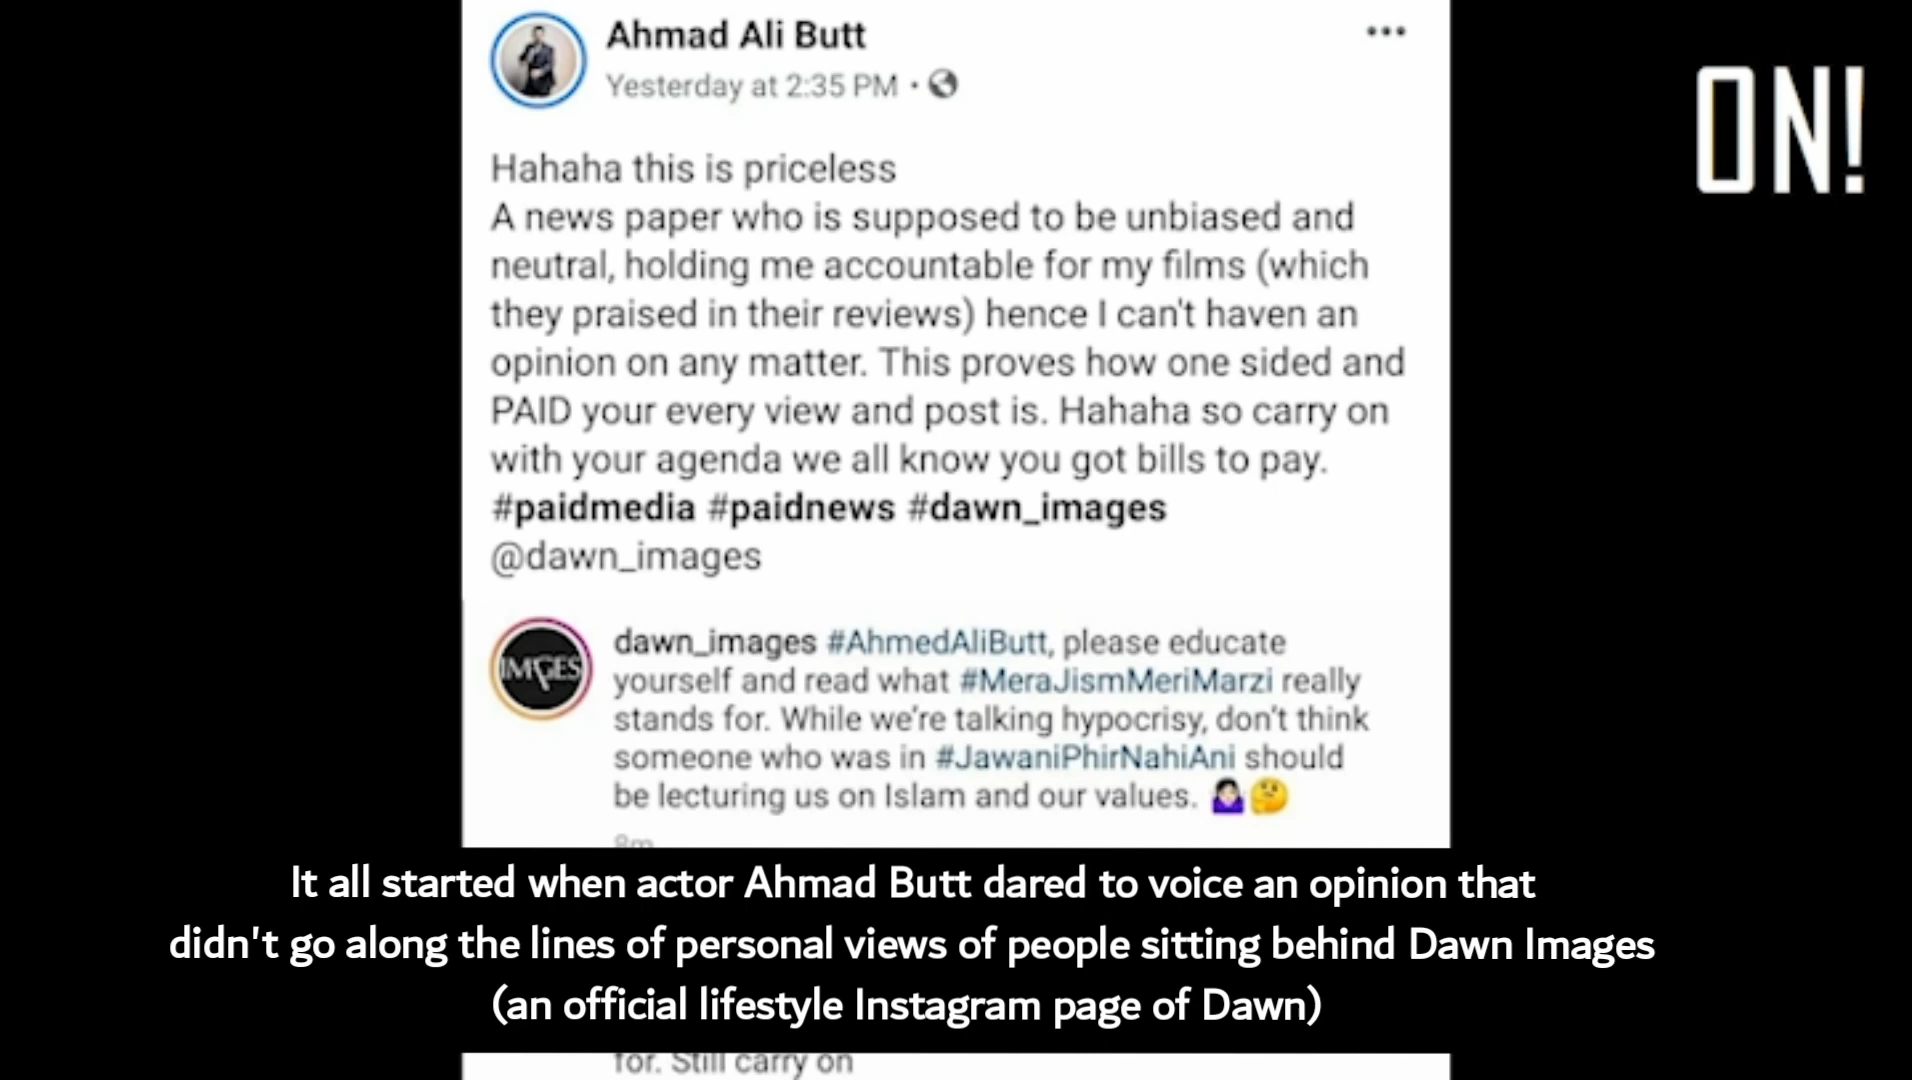 Ahmad Ali Butt
Yesterday at 2:35 PM ·
ON!
Hahaha this is priceless
A news paper who is supposed to be unbiased and
neutral, holding me accountable for my films (which
they praised in their reviews) hence I can't haven an
opinion on any matter. This proves how one sided and
PAID your every view and post is. Hahaha so carry on
with your agenda we all know you got bills to pay.
#paidmedia #paidnews #dawn_images
@dawn_images
IMAGES
dawn_images #AhmedAliButt, please educate
yourself and read what #MeraJismMeriMarzi really
stands for. While we're talking hypocrisy, don't think
someone who was in #JawaniPhirNahiAni should
be lecturing us on Islam and our values. 🤷🏻‍♀️🤔
8m
It all started when actor Ahmad Butt dared to voice an opinion that
didn't go along the lines of personal views of people sitting behind Dawn Images
(an official lifestyle Instagram page of Dawn)
for. Still carry on